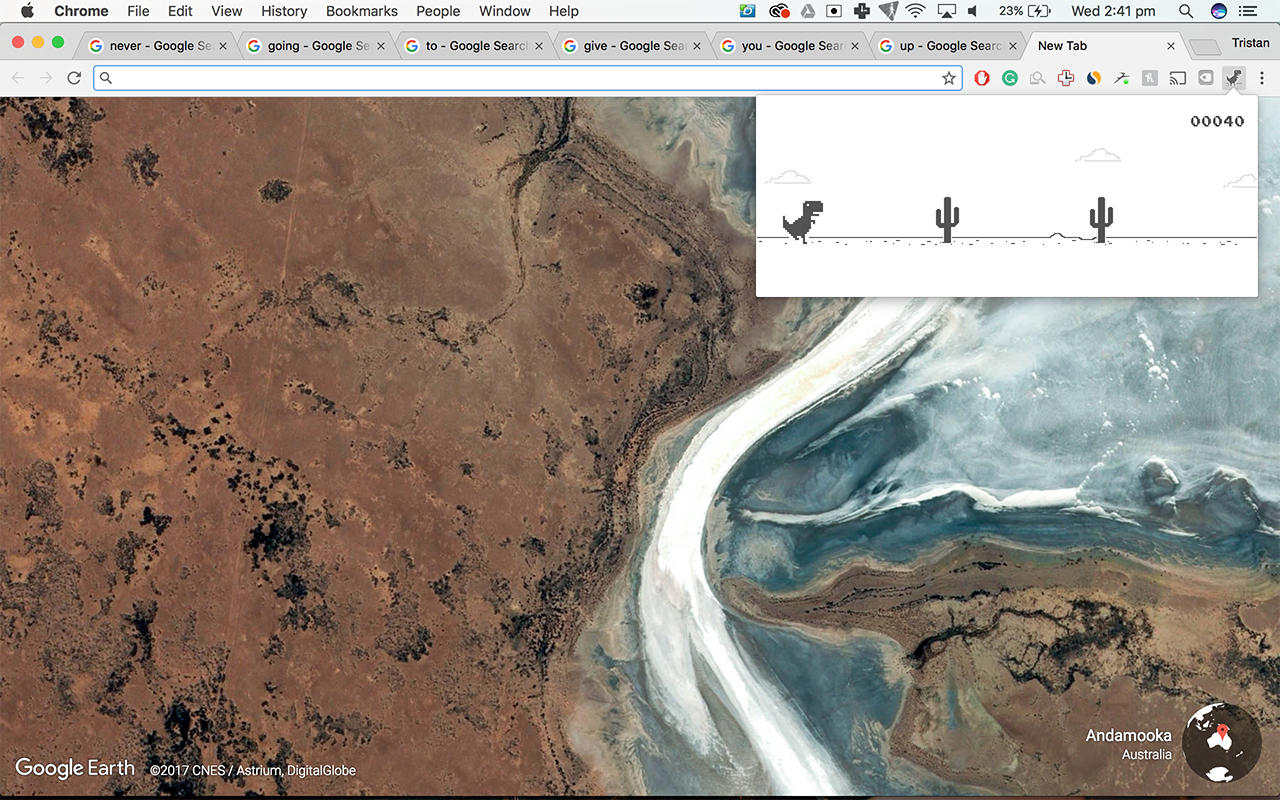 Chrome File Edit View History Bookmarks People Window Help 23% Wed 2:41 pm
never - Google Se going - Google Se to - Google Search give - Google Sear you - Google Sear up - Google Searc New Tab Tristan
00040
Andamooka
Australia
Google Earth ©2017 CNES / Astrium, DigitalGlobe